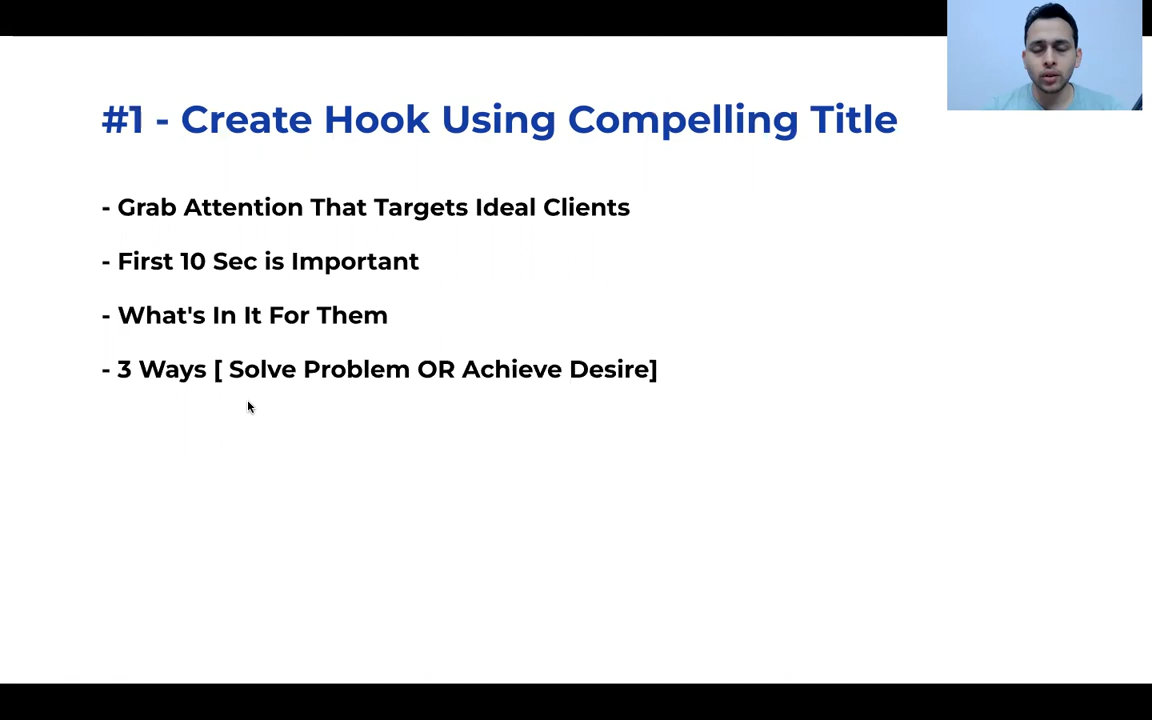 #1 - Create Hook Using Compelling Title
- Grab Attention That Targets Ideal Clients
- First 10 Sec is Important
- What's In It For Them
- 3 Ways [ Solve Problem OR Achieve Desire]